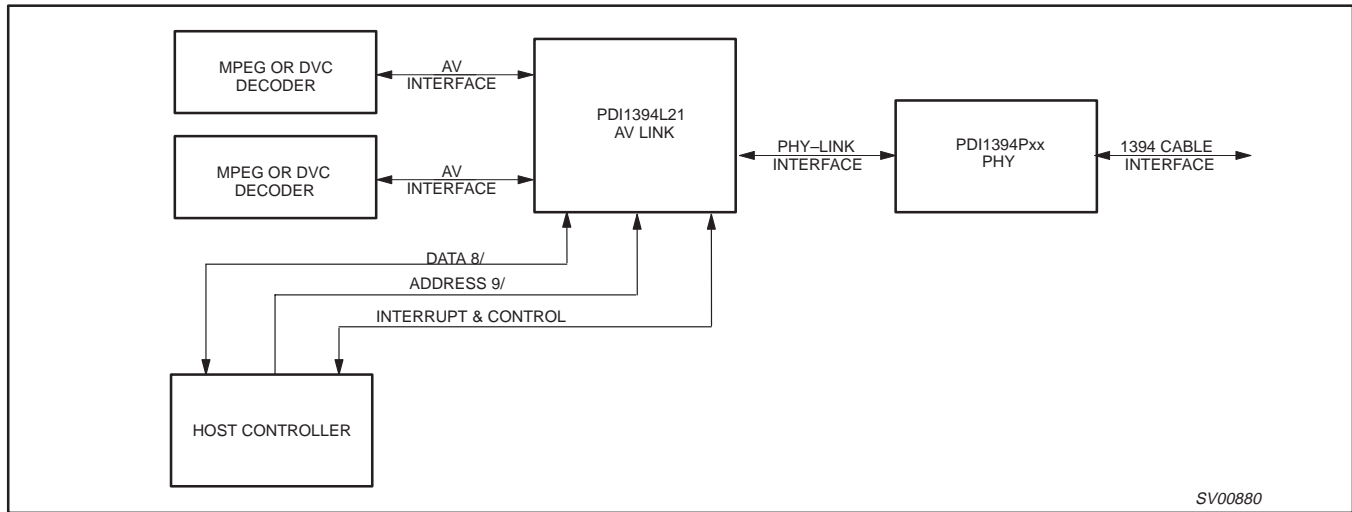 MPEG OR DVC
DECODER
AV
INTERFACE
PDI1394L21
AV LINK
PHY–LINK
INTERFACE
PDI1394Pxx
PHY
1394 CABLE
INTERFACE
MPEG OR DVC
DECODER
AV
INTERFACE
DATA 8/
ADDRESS 9/
INTERRUPT & CONTROL
HOST CONTROLLER
SV00880